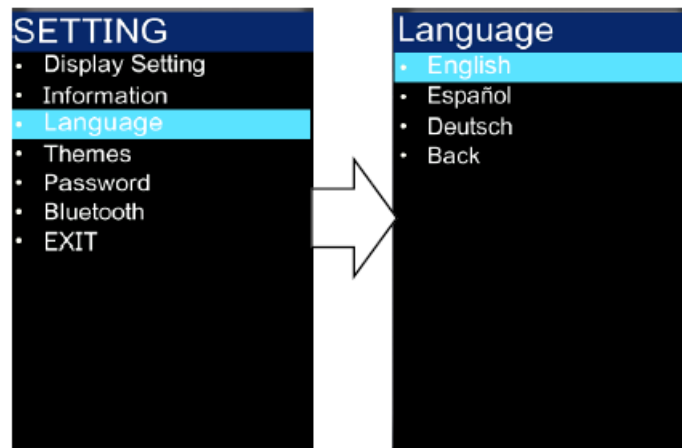 SETTING
• Display Setting
• Information
• Language
• Themes
• Password
• Bluetooth
• EXIT
Language
• English
• Español
• Deutsch
• Back